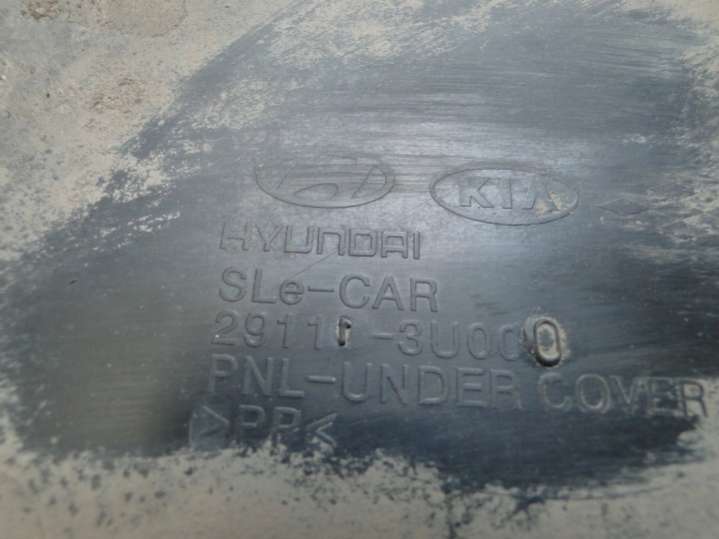 KIA
HYUNDAI
SLe-CAR
29110-3U000
PNL-UNDER COVER
>PP<